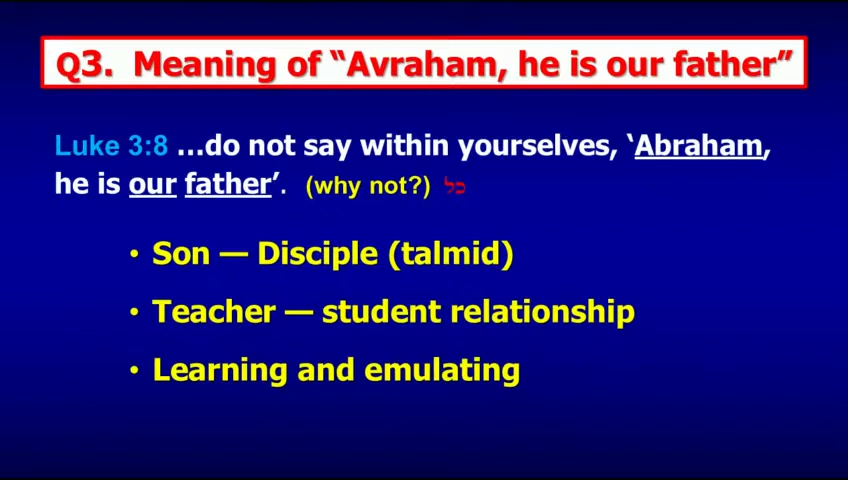 Q3. Meaning of “Avraham, he is our father”
Luke 3:8 …do not say within yourselves, ‘Abraham,
he is our father’. (why not?) כל
• Son — Disciple (talmid)
• Teacher — student relationship
• Learning and emulating